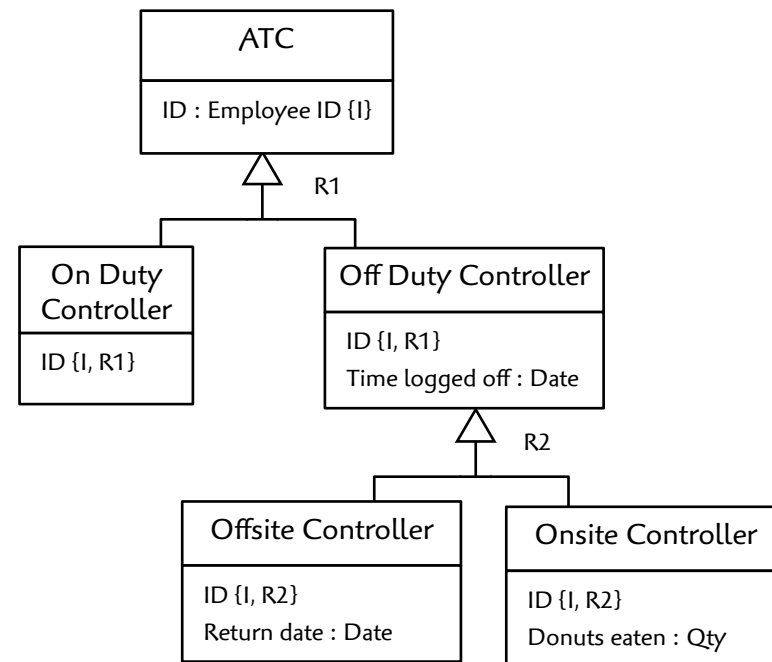 ATC
ID : Employee ID {I}
R1
On Duty
Controller
ID {I, R1}
Off Duty Controller
ID {I, R1}
Time logged off : Date
R2
Offsite Controller
ID {I, R2}
Return date : Date
Onsite Controller
ID {I, R2}
Donuts eaten : Qty